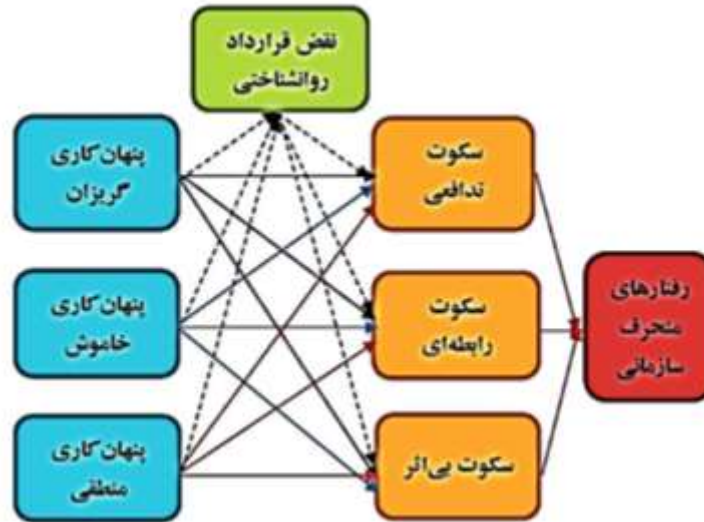 نقض قرارداد
روانشناختی
پنهان‌کاری
گریزان
سکوت
تدافعی
پنهان‌کاری
خاموش
سکوت
رابطه‌ای
رفتارهای
منحرف
سازمانی
پنهان‌کاری
منطقی
سکوت بی‌اثر